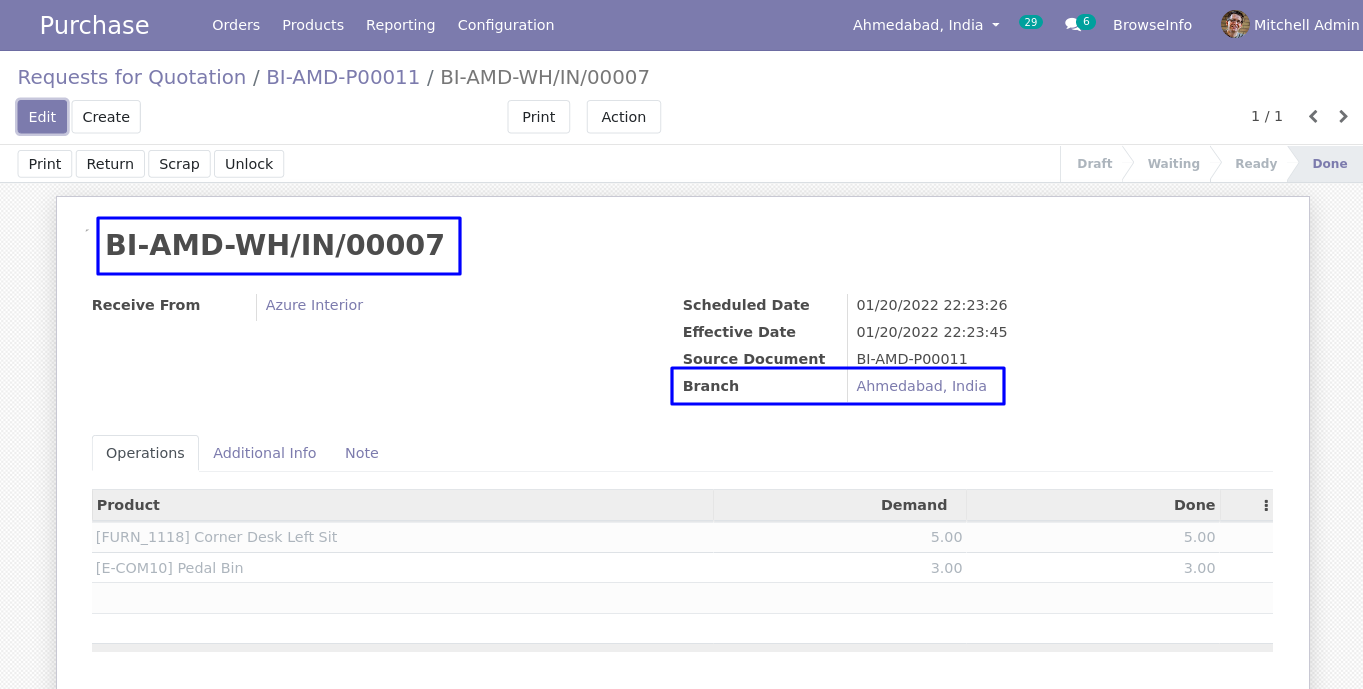 Purchase Orders Products Reporting Configuration Ahmedabad, India 29 6 BrowseInfo Mitchell Admin
Requests for Quotation / BI-AMD-P00011 / BI-AMD-WH/IN/00007
Edit Create Print Action 1 / 1
Print Return Scrap Unlock Draft Waiting Ready Done
BI-AMD-WH/IN/00007
Receive From Azure Interior Scheduled Date 01/20/2022 22:23:26
Effective Date 01/20/2022 22:23:45
Source Document BI-AMD-P00011
Branch Ahmedabad, India
Operations Additional Info Note
Product Demand Done
[FURN_1118] Corner Desk Left Sit 5.00 5.00
[E-COM10] Pedal Bin 3.00 3.00